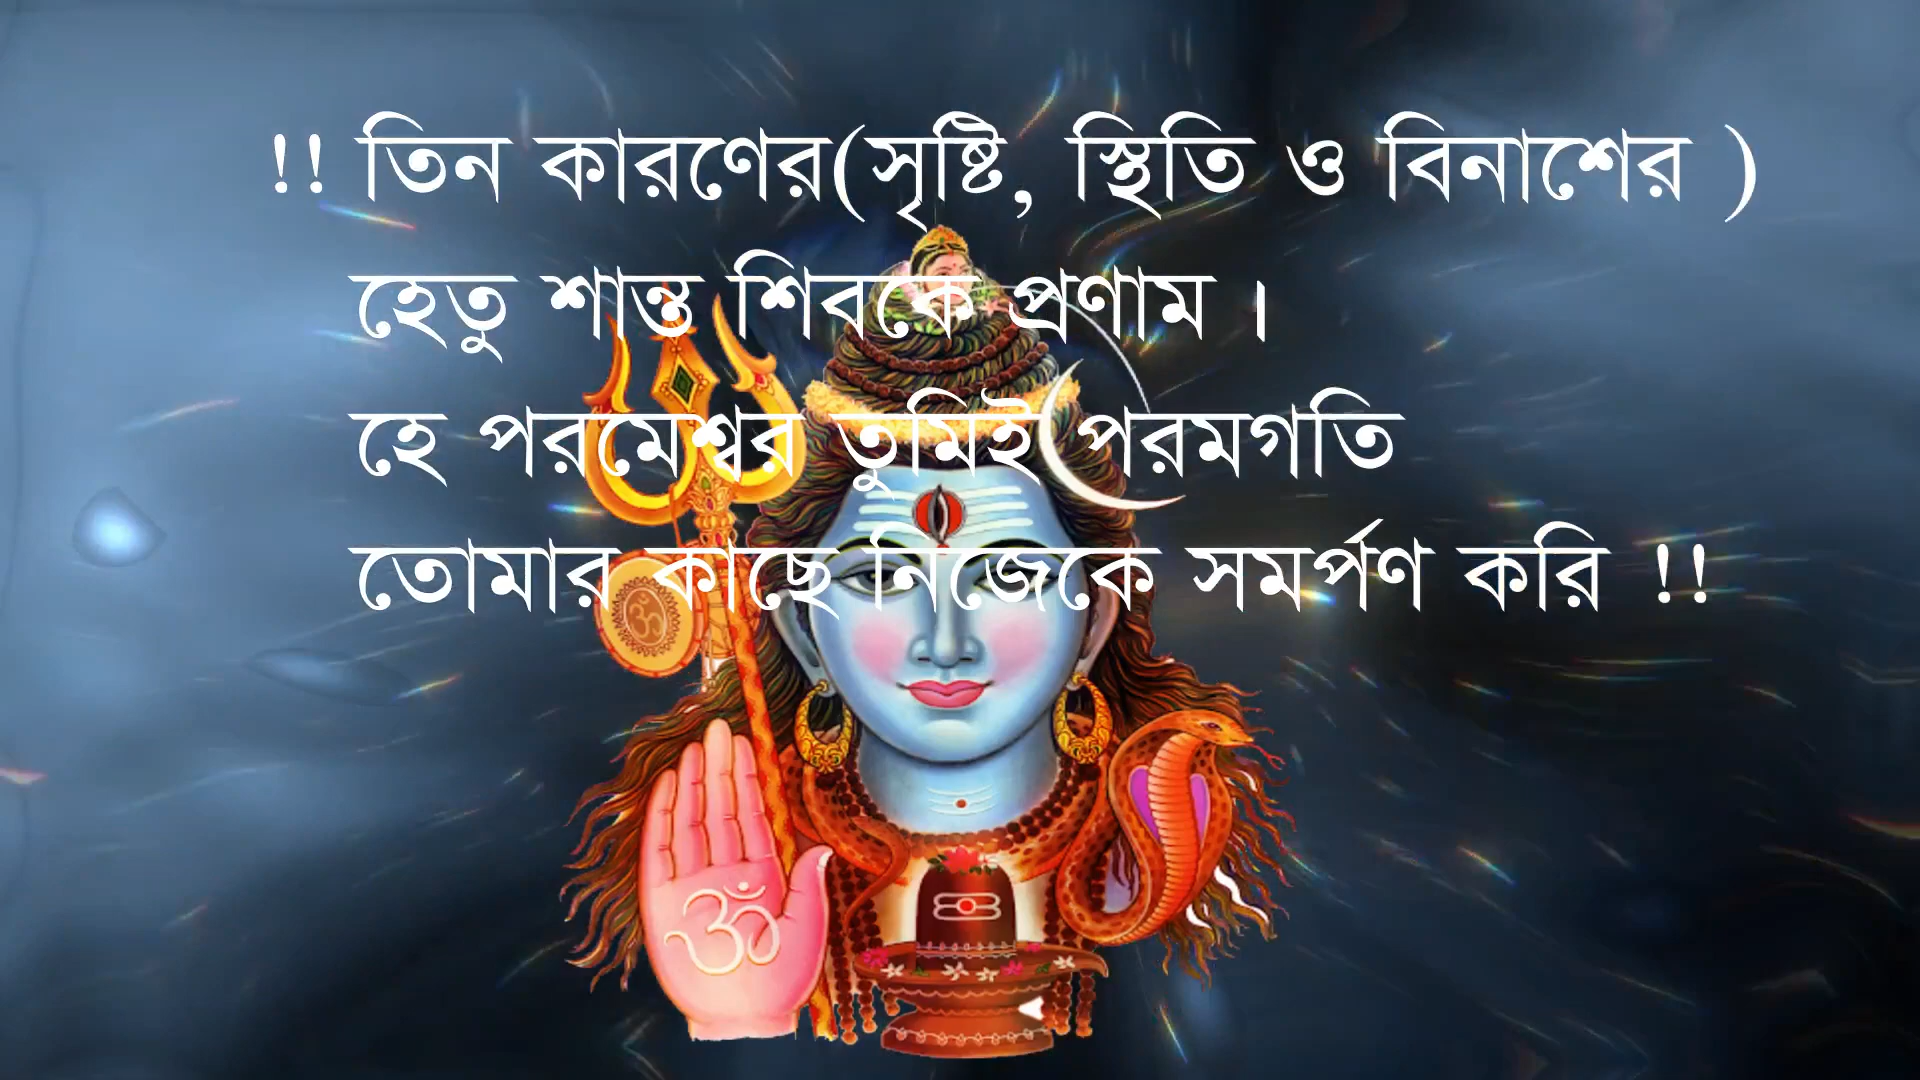 !! তিন কারণের(সৃষ্টি, স্থিতি ও বিনাশের )
হেতু শান্ত শিবকে প্রণাম ।
হে পরমেশ্বর তুমিই পরমগতি
তোমার কাছে নিজেকে সমর্পণ করি !!
ॐ
ॐ